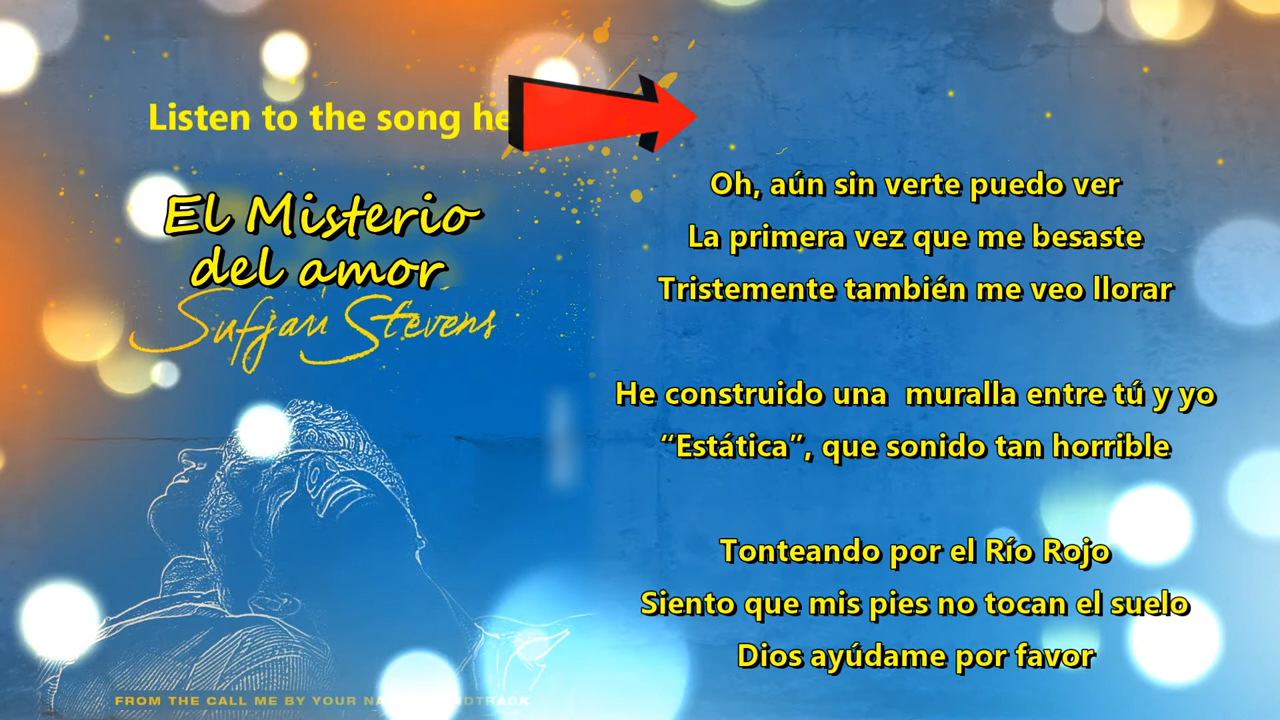 Listen to the song he
El Misterio
del amor
Sufjan Stevens
FROM THE CALL ME BY YOUR
Oh, aún sin verte puedo ver
La primera vez que me besaste
Tristemente también me veo llorar
He construido una muralla entre tú y yo
“Estática”, que sonido tan horrible
Tonteando por el Río Rojo
Siento que mis pies no tocan el suelo
Dios ayúdame por favor